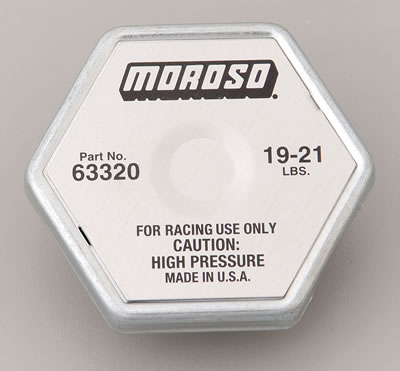 MOROSO.
Part No.
63320
19-21
LBS.
FOR RACING USE ONLY
CAUTION:
HIGH PRESSURE
MADE IN U.S.A.